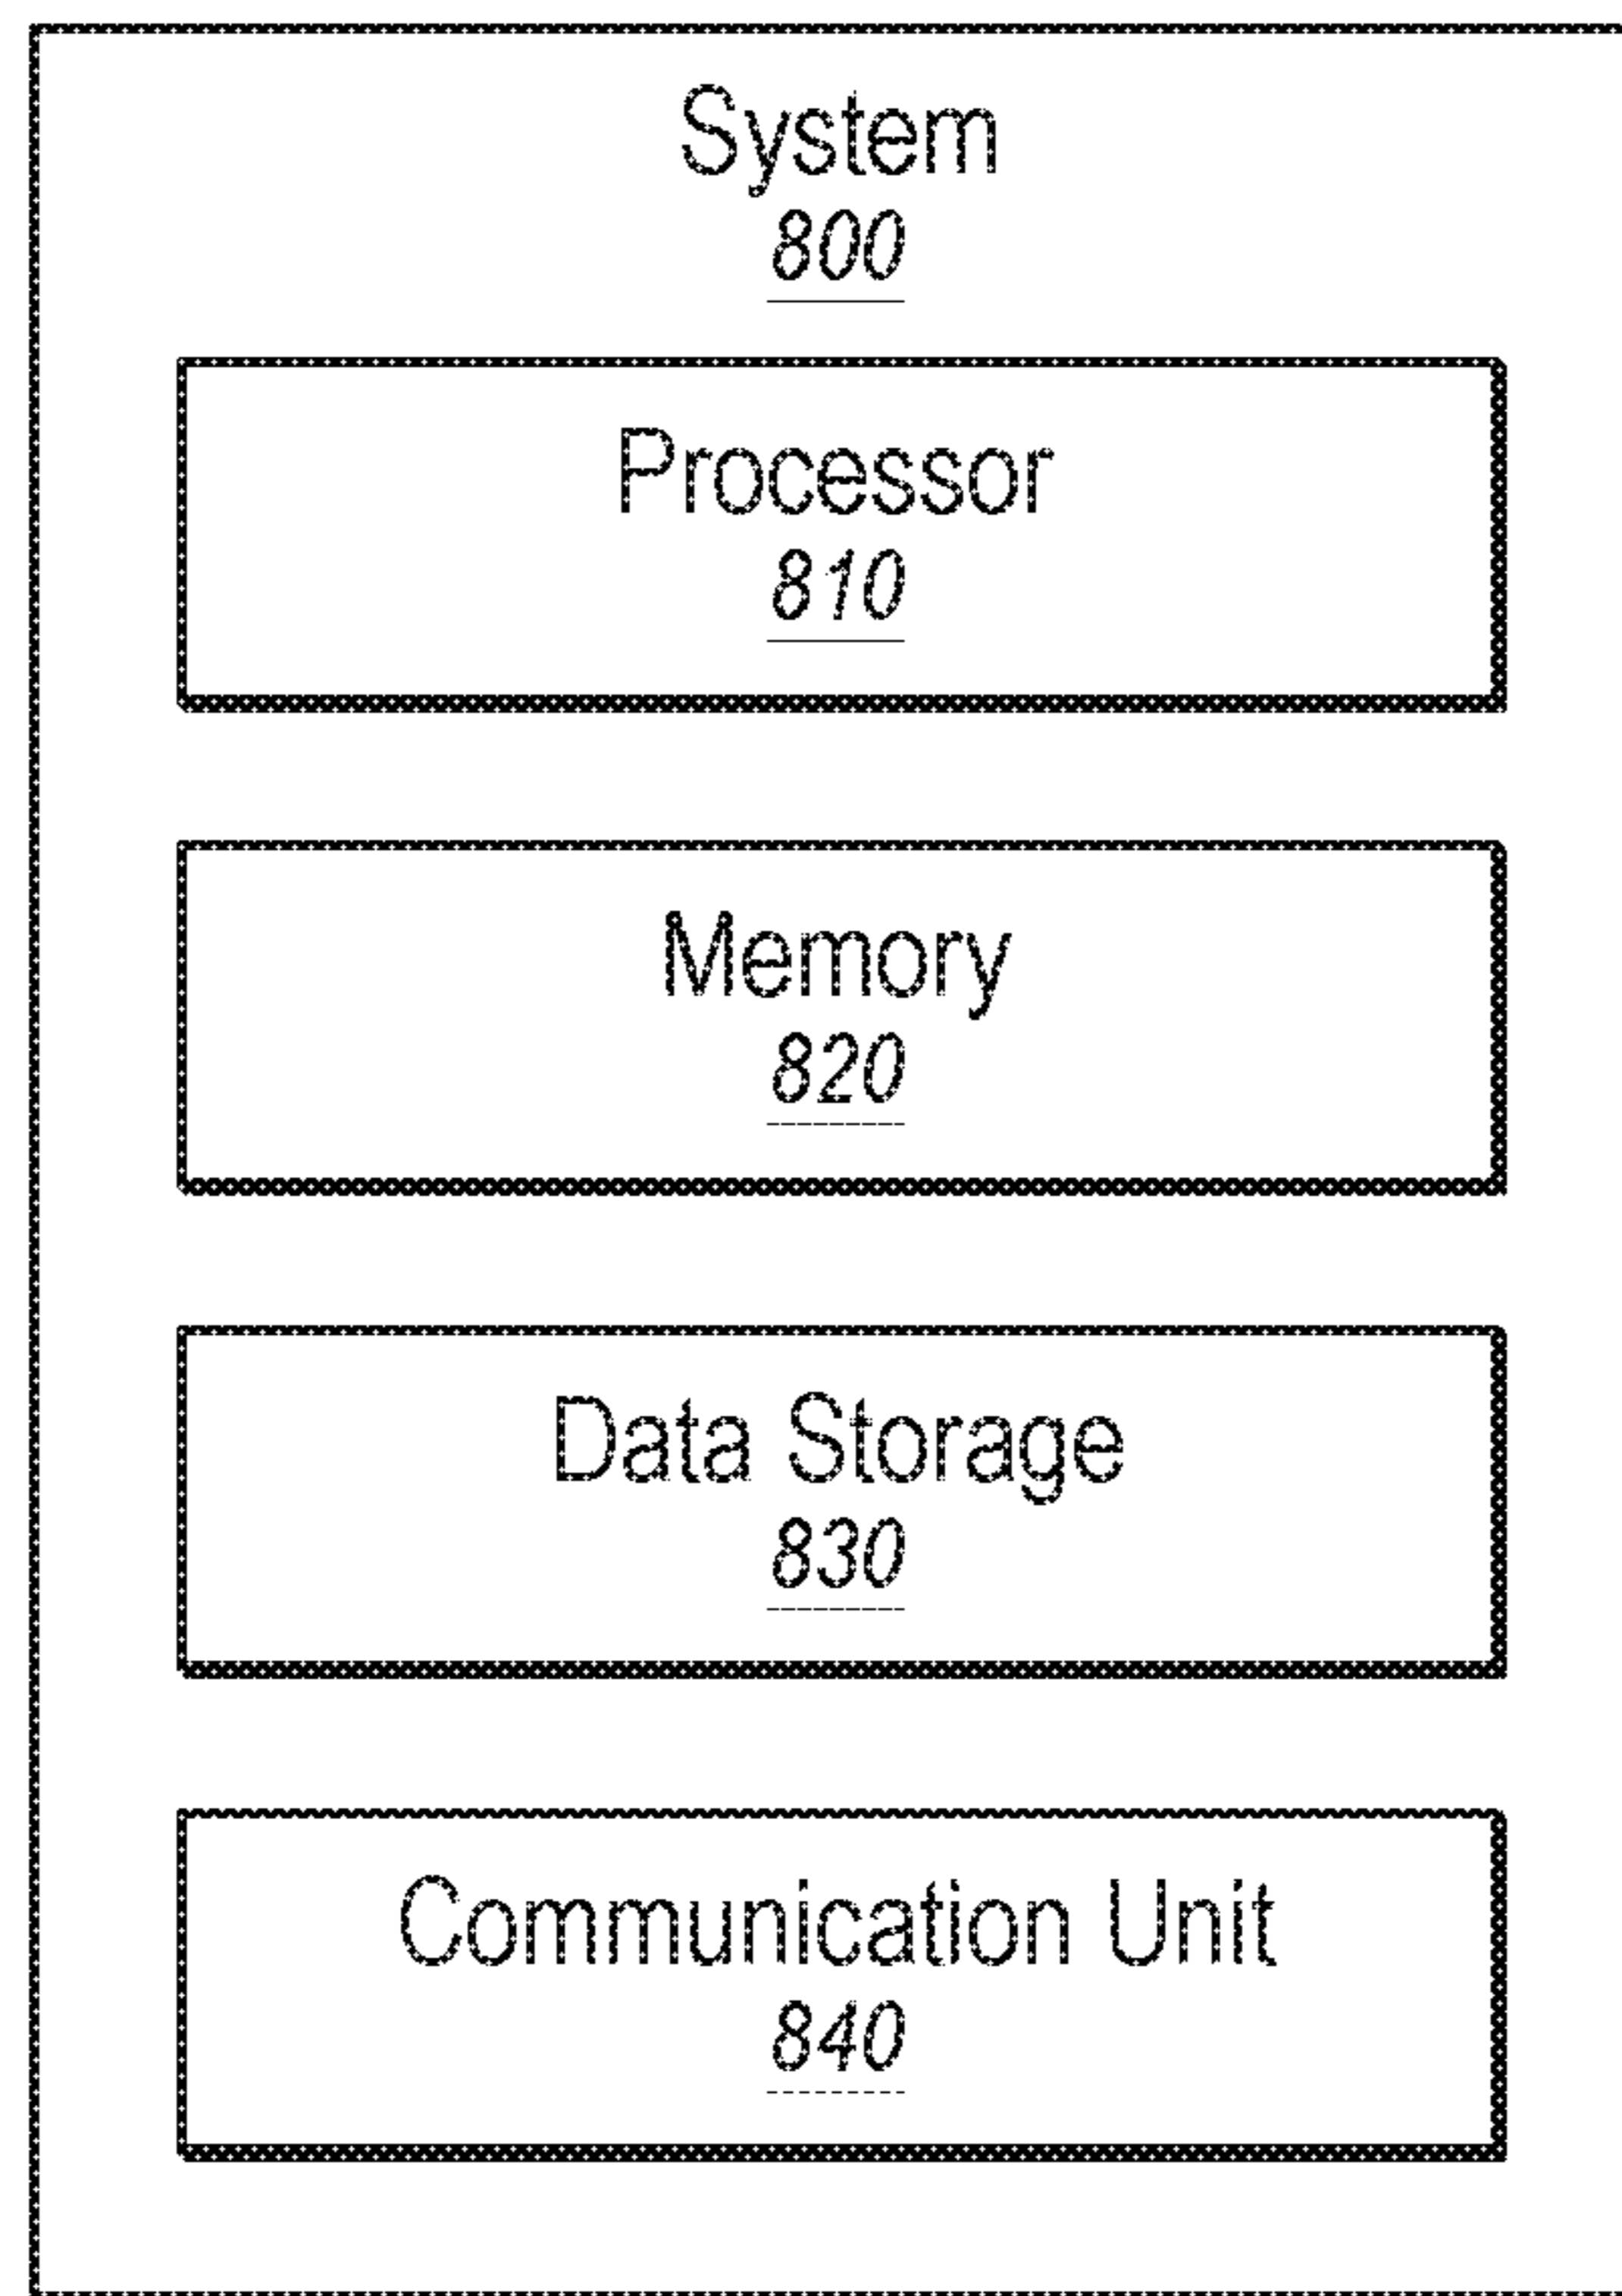 System
800
Processor
810
Memory
820
Data Storage
830
Communication Unit
840